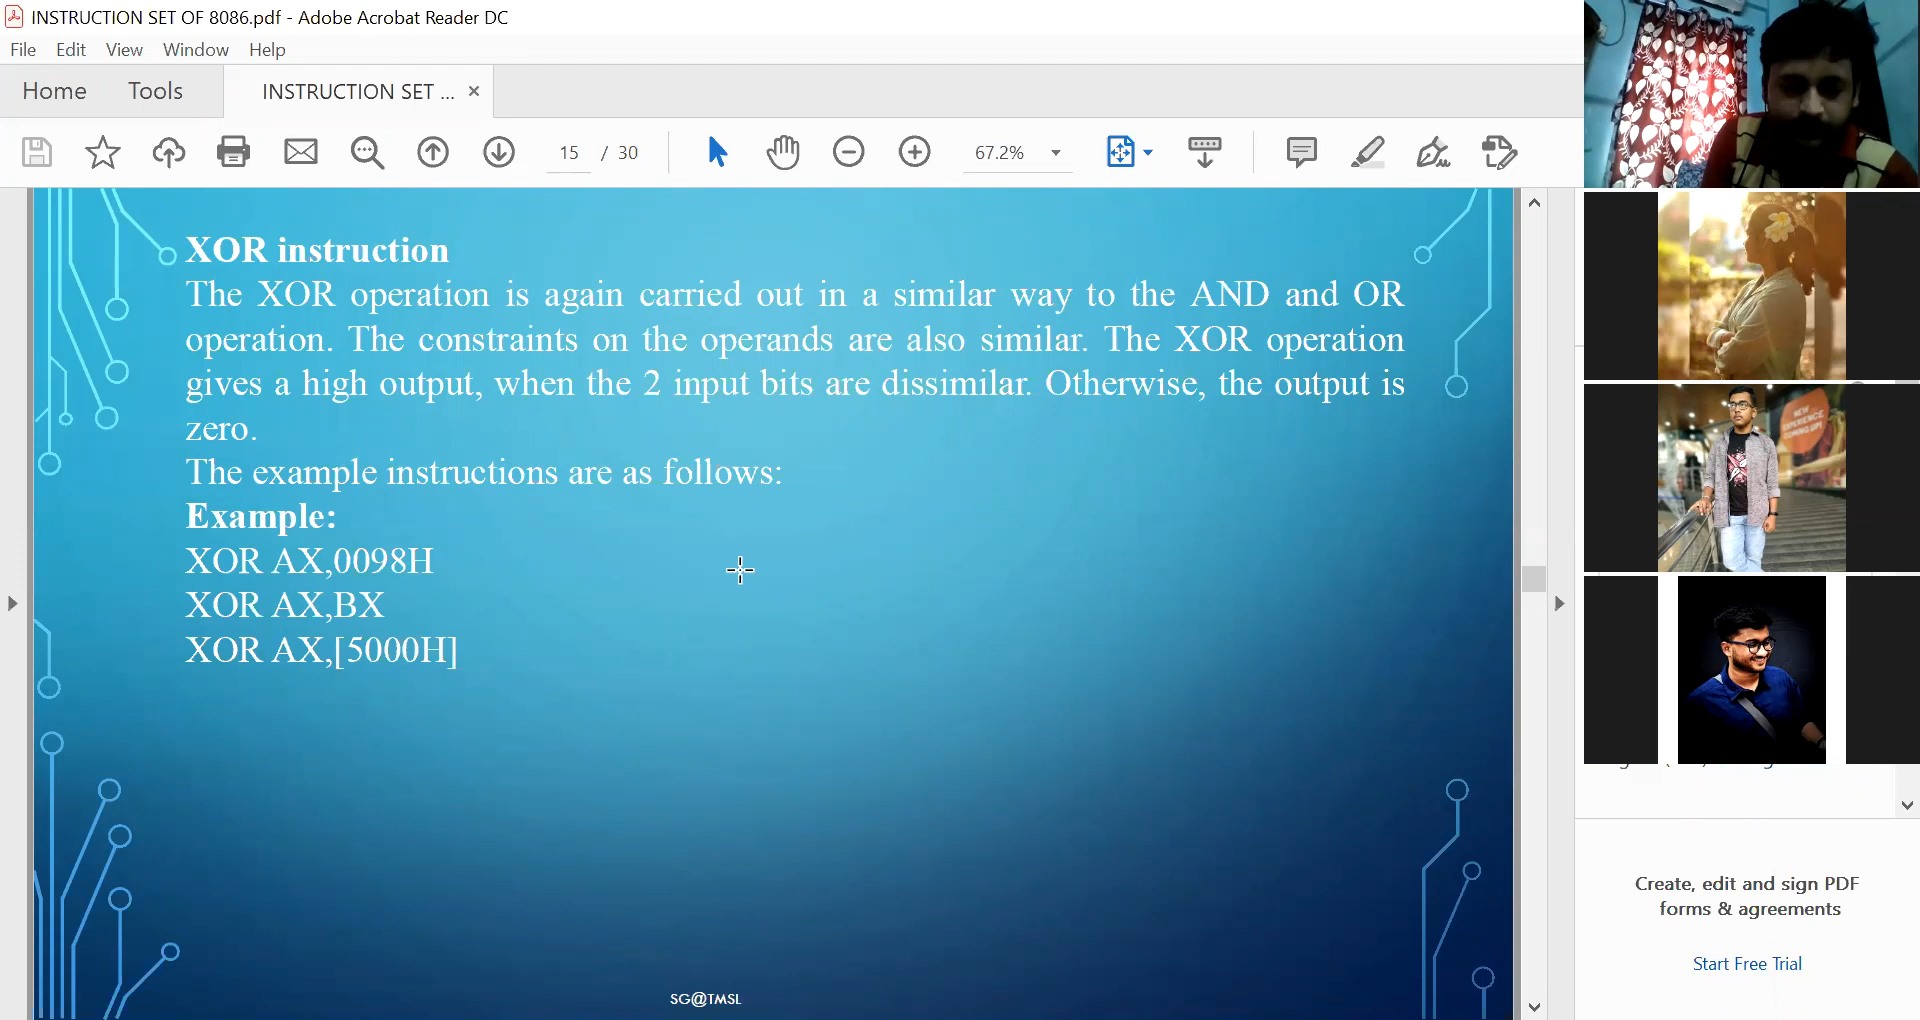 INSTRUCTION SET OF 8086.pdf - Adobe Acrobat Reader DC
File Edit View Window Help
Home Tools INSTRUCTION SET ... ×
15 / 30 67.2%
XOR instruction
The XOR operation is again carried out in a similar way to the AND and OR
operation. The constraints on the operands are also similar. The XOR operation
gives a high output, when the 2 input bits are dissimilar. Otherwise, the output is
zero.
The example instructions are as follows:
Example:
XOR AX,0098H
XOR AX,BX
XOR AX,[5000H]
SG@TMSL
NEW
EXPERIENCE
COMING UP!
Create, edit and sign PDF
forms & agreements
Start Free Trial